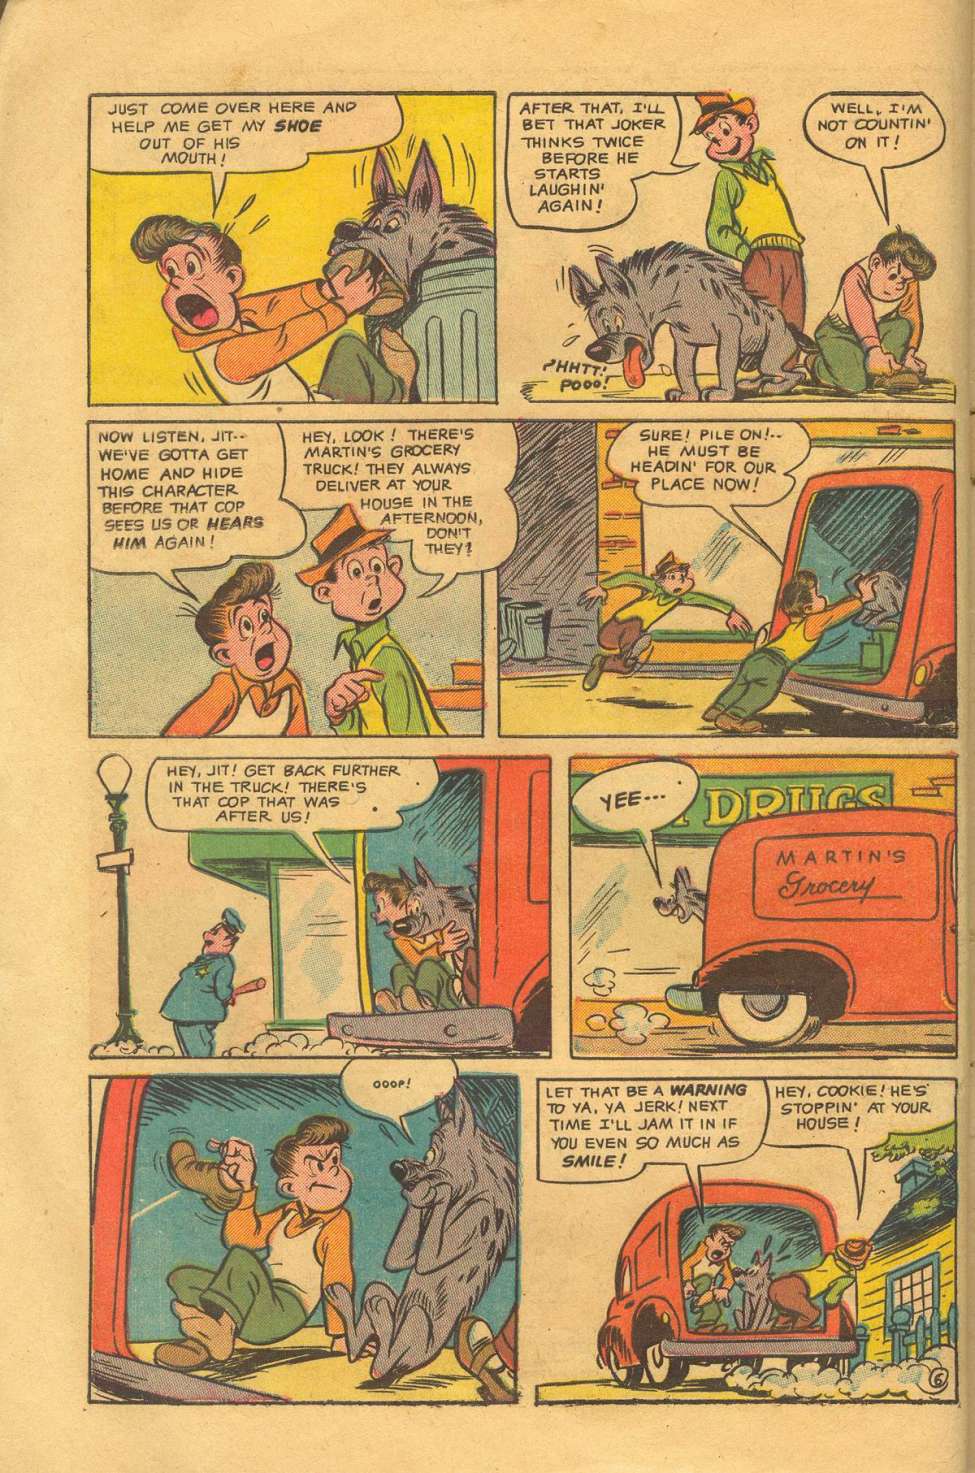 JUST COME OVER HERE AND
HELP ME GET MY SHOE
OUT OF HIS
MOUTH!
AFTER THAT, I'LL
BET THAT JOKER
THINKS TWICE
BEFORE HE
STARTS
LAUGHIN'
AGAIN!
WELL, I'M
NOT COUNTIN'
ON IT!
PHHTT!
POOO!
NOW LISTEN, JIT--
WE'VE GOTTA GET
HOME AND HIDE
THIS CHARACTER
BEFORE THAT COP
SEES US OR HEARS
HIM AGAIN!
HEY, LOOK! THERE'S
MARTIN'S GROCERY
TRUCK! THEY ALWAYS
DELIVER AT YOUR
HOUSE IN THE
AFTERNOON,
DON'T
THEY?
SURE! PILE ON!--
HE MUST BE
HEADIN' FOR OUR
PLACE NOW!
HEY, JIT! GET BACK FURTHER
IN THE TRUCK! THERE'S
THAT COP THAT WAS
AFTER US!
YEE---
DRUGS
MARTIN'S
Grocery
OOOP!
LET THAT BE A WARNING
TO YA, YA JERK! NEXT
TIME I'LL JAM IT IN IF
YOU EVEN SO MUCH AS
SMILE!
HEY, COOKIE! HE'S
STOPPIN' AT YOUR
HOUSE!
6